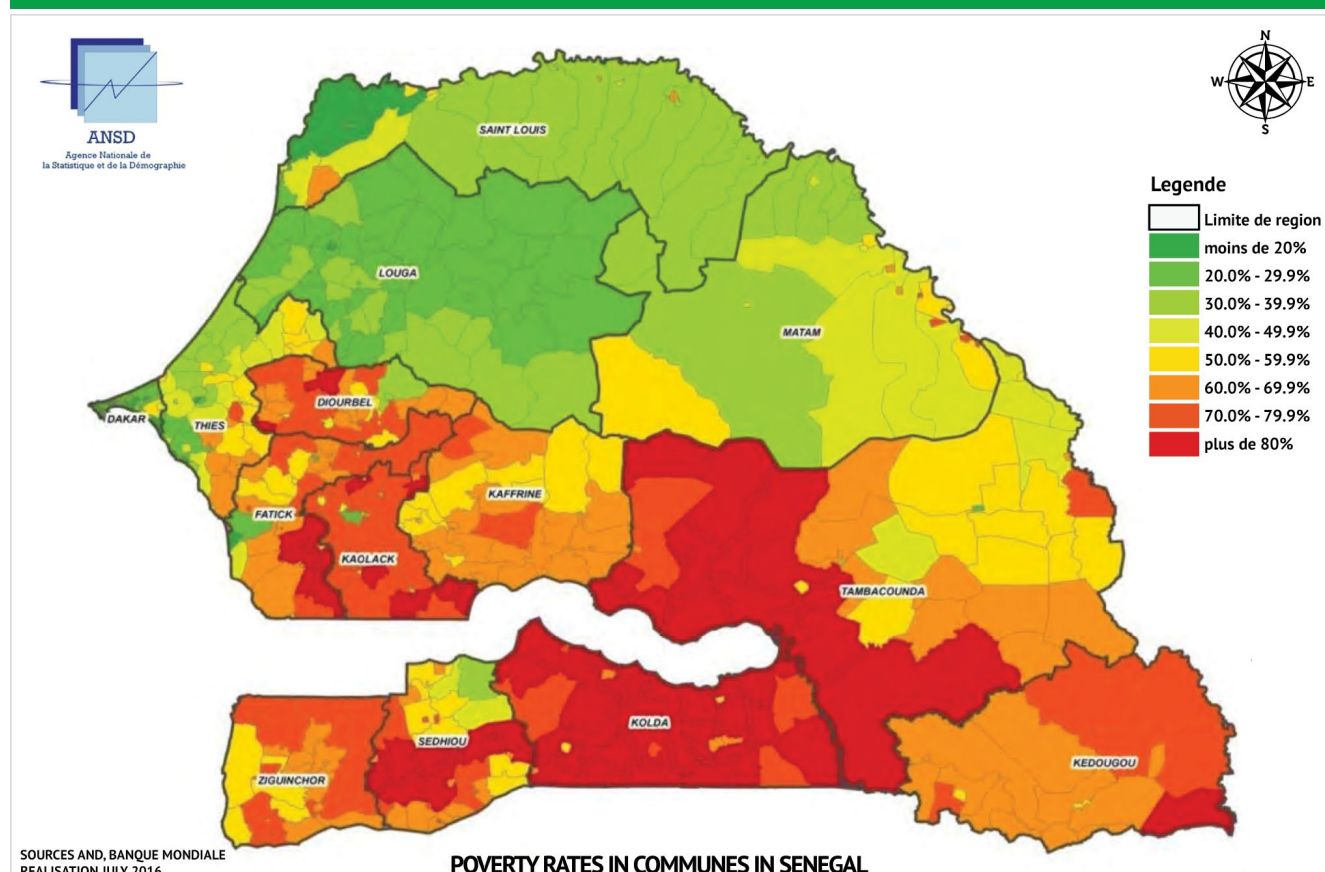 ANSD
Agence Nationale de
la Statistique et de la Démographie
N
W
E
S
Legende
Limite de region
moins de 20%
20.0% - 29.9%
30.0% - 39.9%
40.0% - 49.9%
50.0% - 59.9%
60.0% - 69.9%
70.0% - 79.9%
plus de 80%
SAINT LOUIS
LOUGA
MATAM
DAKAR
THIES
DIOURBEL
FATICK
KAFFRINE
KAOLACK
TAMBACOUNDA
SEDHIOU
KOLDA
ZIGUINCHOR
KEDOUGOU
SOURCES AND, BANQUE MONDIALE
REALISATION JULY 2016
POVERTY RATES IN COMMUNES IN SENEGAL